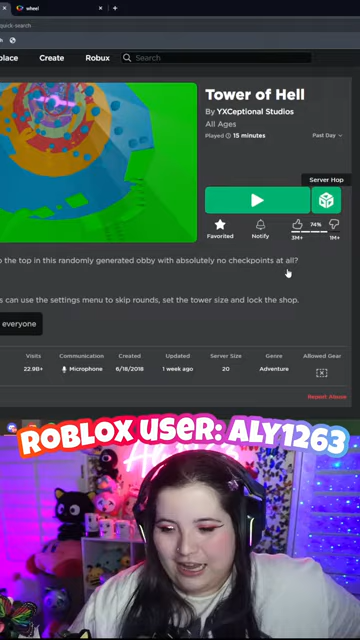 wheel
quick-search
place Create Robux Search
Tower of Hell
By YXCeptional Studios
All Ages
Played 15 minutes Past Day
Server Hop
Favorited Notify 74%
3M+ 1M+
o the top in this randomly generated obby with absolutely no checkpoints at all?
s can use the settings menu to skip rounds, set the tower size and lock the shop.
everyone
Visits Communication Created Updated Server Size Genre Allowed Gear
22.9B+ Microphone 6/18/2018 1 week ago 20 Adventure
Report Abuse
ROBLOX USER: ALY1263